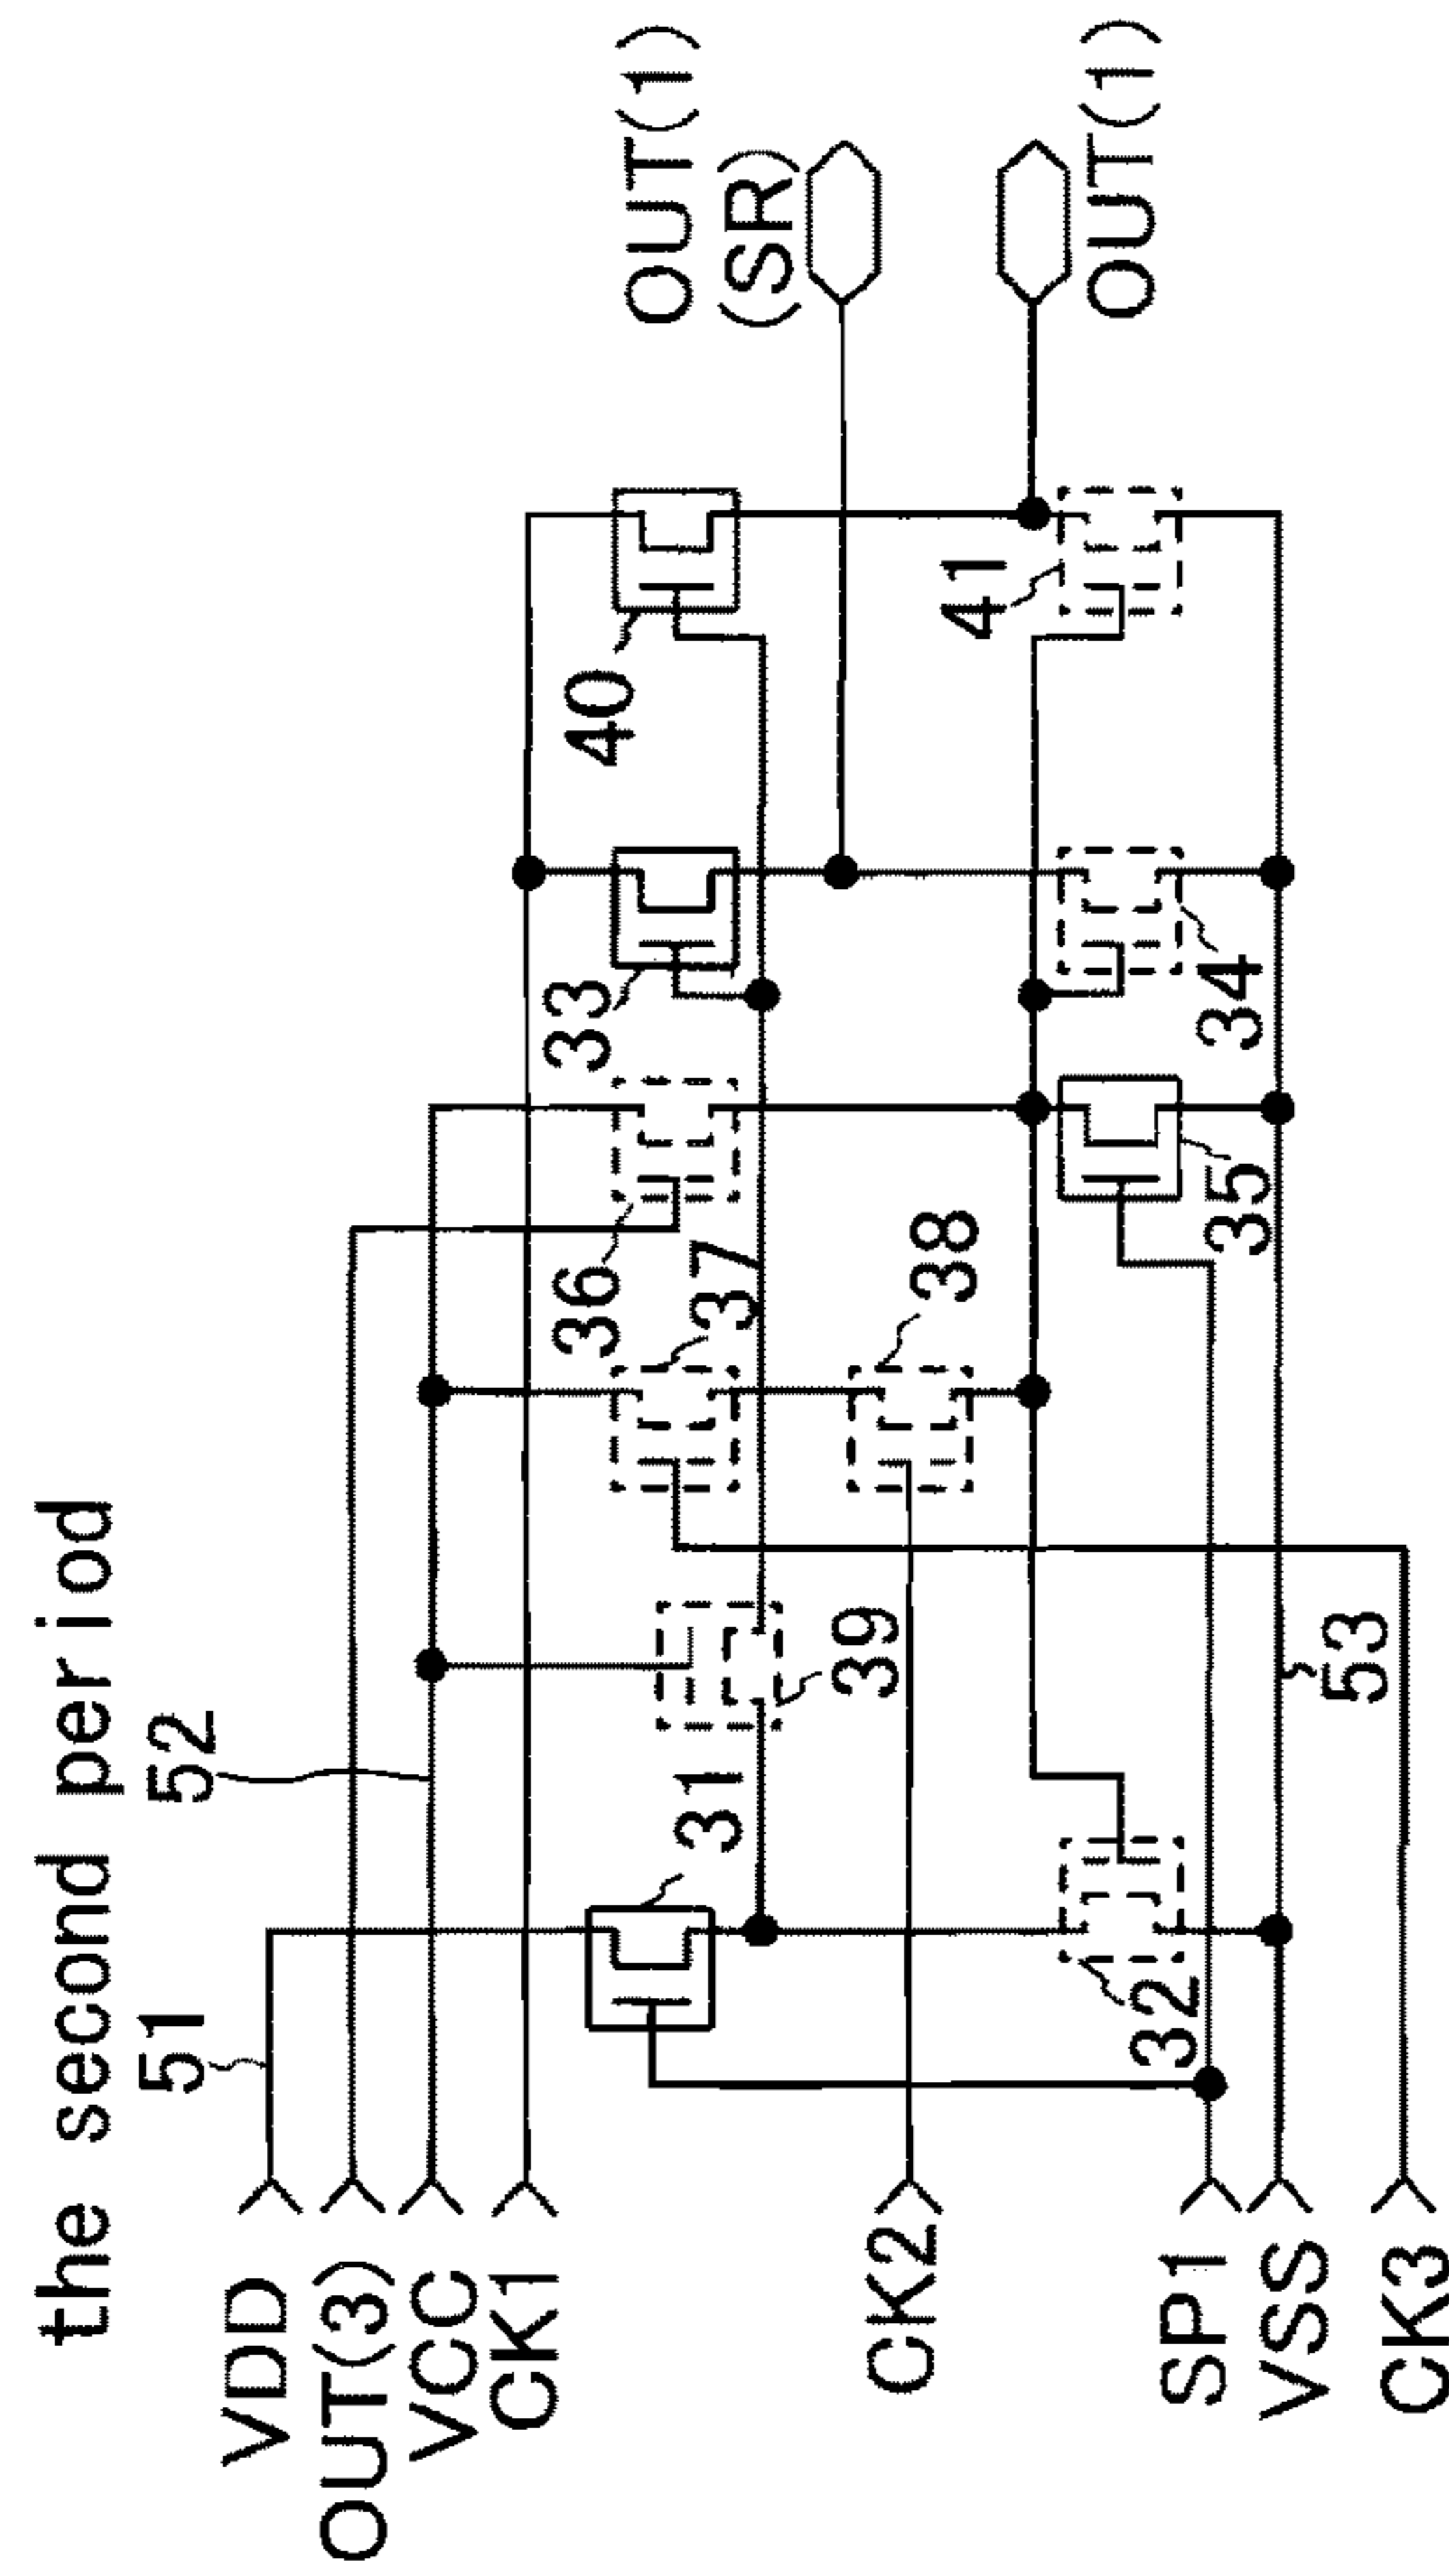 the second period
51
52
VDD
OUT(3)
VCC
CK1
CK2
SP1
VSS
CK3
31
32
39
53
37
38
36
35
33
34
40
41
OUT(1)
(SR)
OUT(1)